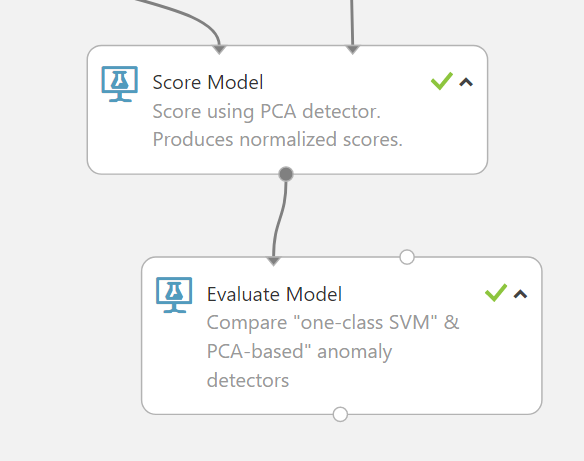 Score Model
Score using PCA detector.
Produces normalized scores.
Evaluate Model
Compare "one-class SVM" &
PCA-based" anomaly
detectors